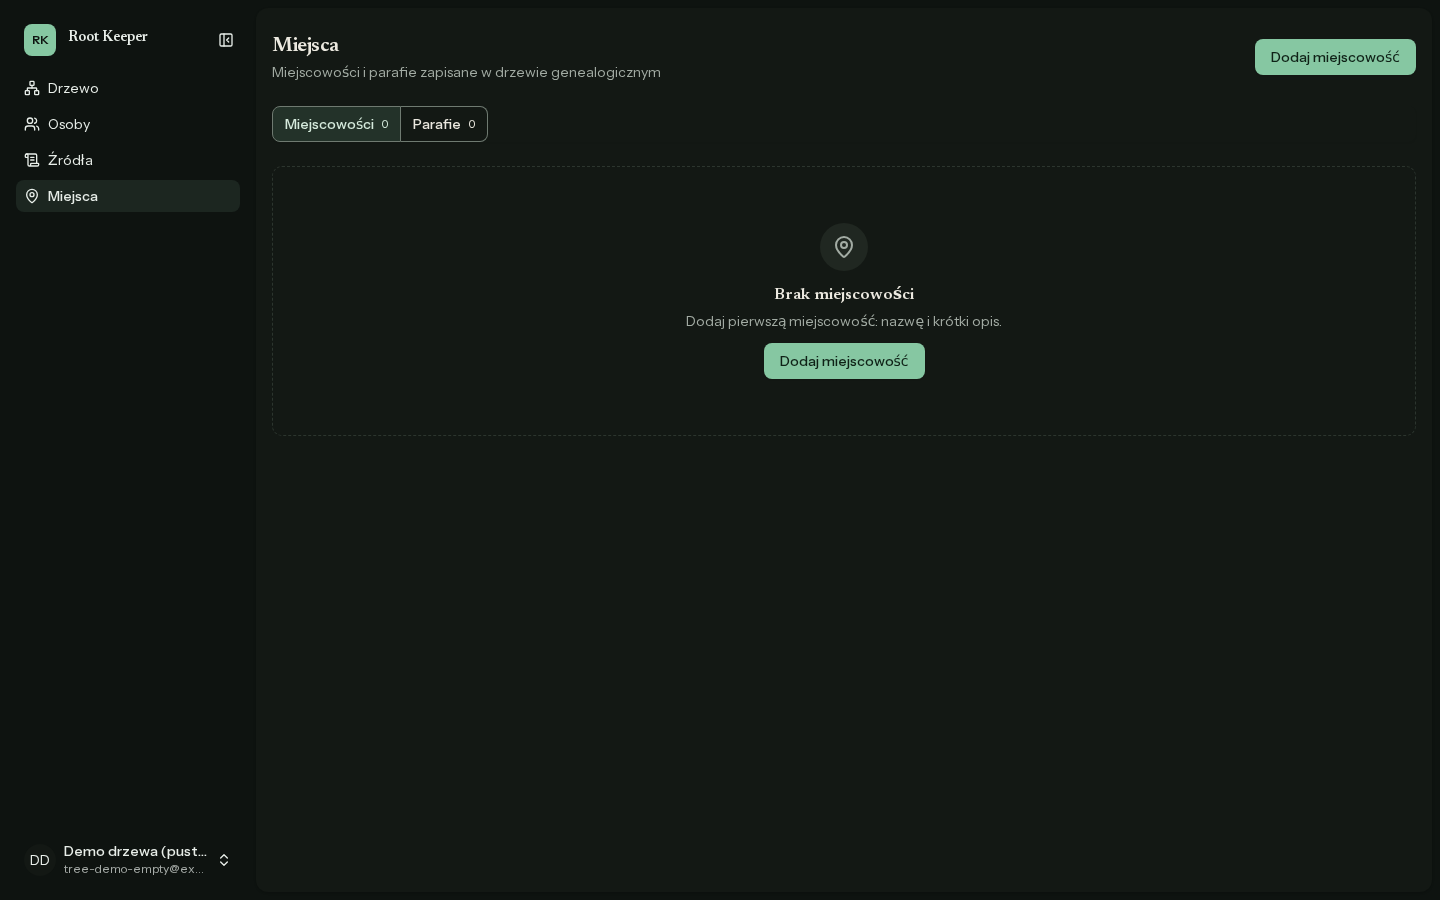 RK
Root Keeper
Drzewo
Osoby
Źródła
Miejsca
DD
Demo drzewa (pust...
tree-demo-empty@ex...
Miejsca
Miejscowości i parafie zapisane w drzewie genealogicznym
Dodaj miejscowość
Miejscowości 0
Parafie 0
Brak miejscowości
Dodaj pierwszą miejscowość: nazwę i krótki opis.
Dodaj miejscowość